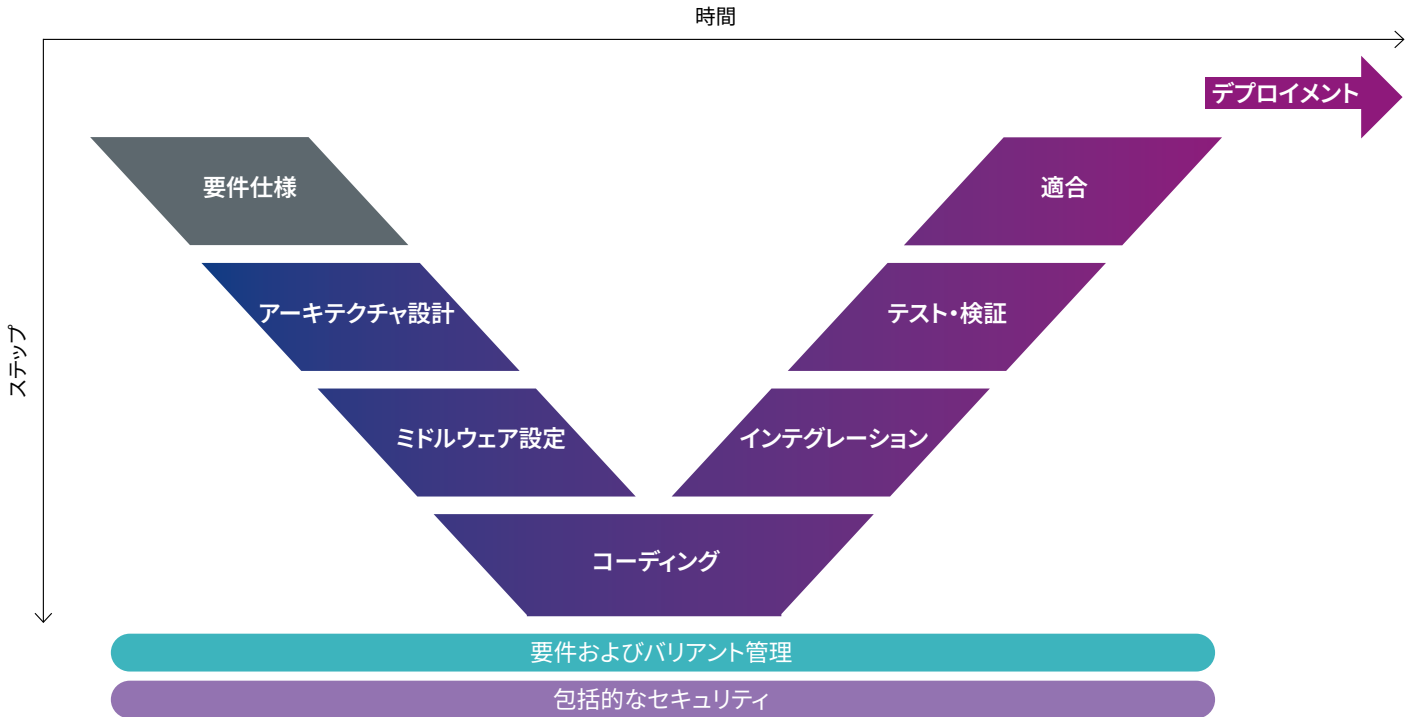 時間
デプロイメント
要件仕様
適合
アーキテクチャ設計
テスト・検証
ステップ
ミドルウェア設定
インテグレーション
コーディング
要件およびバリアント管理
包括的なセキュリティ